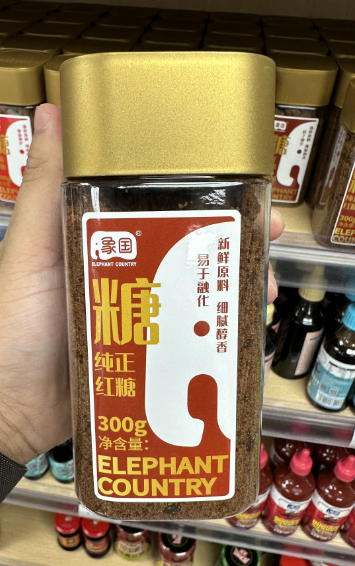 象国®
ELEPHANT COUNTRY
新鲜原料 细腻醇香
易于融化
糖
纯正
红糖
300g
净含量:
ELEPHANT
COUNTRY